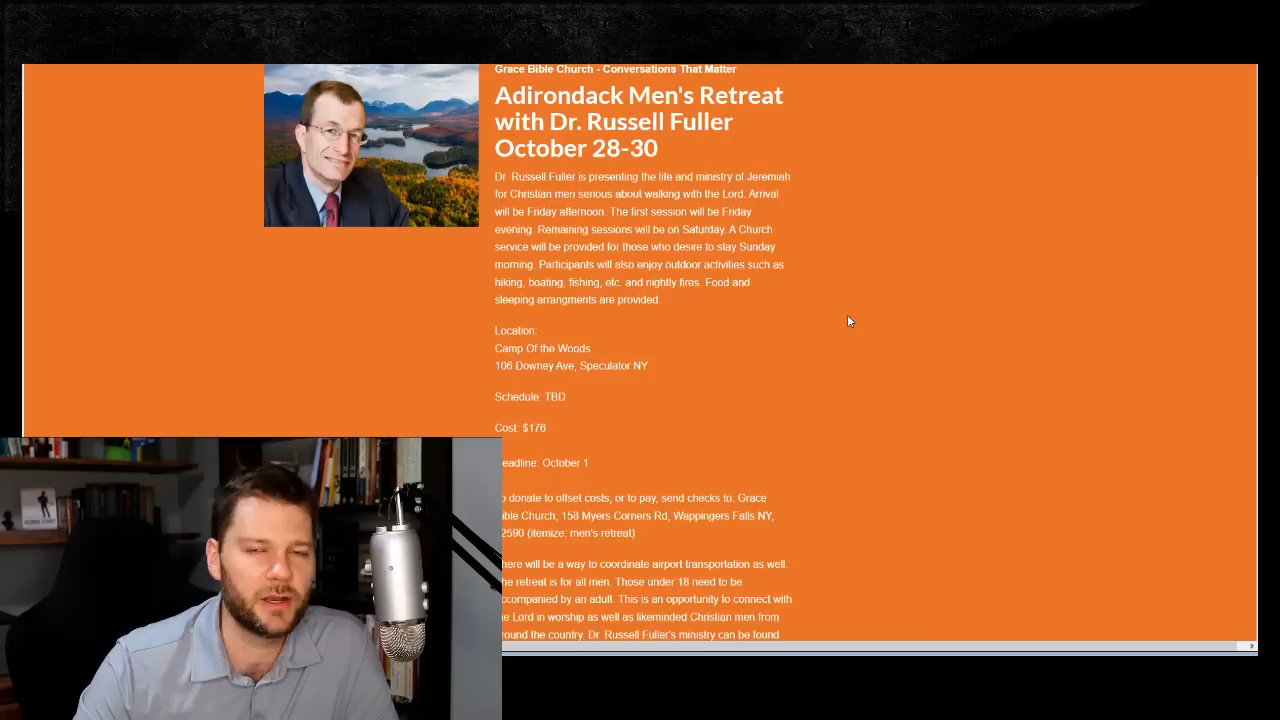 Grace Bible Church - Conversations That Matter
Adirondack Men's Retreat
with Dr. Russell Fuller
October 28-30
Dr. Russell Fuller is presenting the life and ministry of Jeremiah
for Christian men serious about walking with the Lord. Arrival
will be Friday afternoon. The first session will be Friday
evening. Remaining sessions will be on Saturday. A Church
service will be provided for those who desire to stay Sunday
morning. Participants will also enjoy outdoor activities such as
hiking, boating, fishing, etc. and nightly fires. Food and
sleeping arrangments are provided.
Location:
Camp Of the Woods
106 Downey Ave, Speculator NY
Schedule: TBD
Cost: $176
eadline: October 1
o donate to offset costs, or to pay, send checks to: Grace
ible Church, 158 Myers Corners Rd, Wappingers Falls NY,
2590 (itemize: men's retreat)
here will be a way to coordinate airport transportation as well.
he retreat is for all men. Those under 18 need to be
ccompanied by an adult. This is an opportunity to connect with
e Lord in worship as well as likeminded Christian men from
round the country. Dr. Russell Fuller's ministry can be found